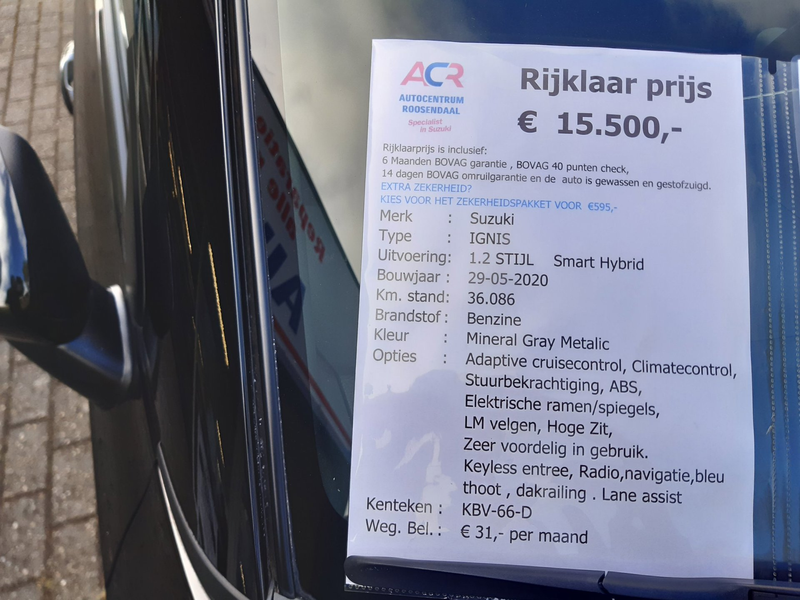 ACR
AUTOCENTRUM
ROOSENDAAL
Specialist
in Suzuki
Rijklaar prijs
€ 15.500,-
Rijklaarprijs is inclusief:
6 Maanden BOVAG garantie , BOVAG 40 punten check,
14 dagen BOVAG omruilgarantie en de auto is gewassen en gestofzuigd.
EXTRA ZEKERHEID?
KIES VOOR HET ZEKERHEIDSPAKKET VOOR €595,-
Merk : Suzuki
Type : IGNIS
Uitvoering: 1.2 STIJL Smart Hybrid
Bouwjaar : 29-05-2020
Km. stand: 36.086
Brandstof : Benzine
Kleur : Mineral Gray Metalic
Opties : Adaptive cruisecontrol, Climatecontrol,
Stuurbekrachtiging, ABS,
Elektrische ramen/spiegels,
LM velgen, Hoge Zit,
Zeer voordelig in gebruik.
Keyless entree, Radio,navigatie,bleu
thoot , dakrailing . Lane assist
Kenteken : KBV-66-D
Weg. Bel. : € 31,- per maand
Reparatie
alle